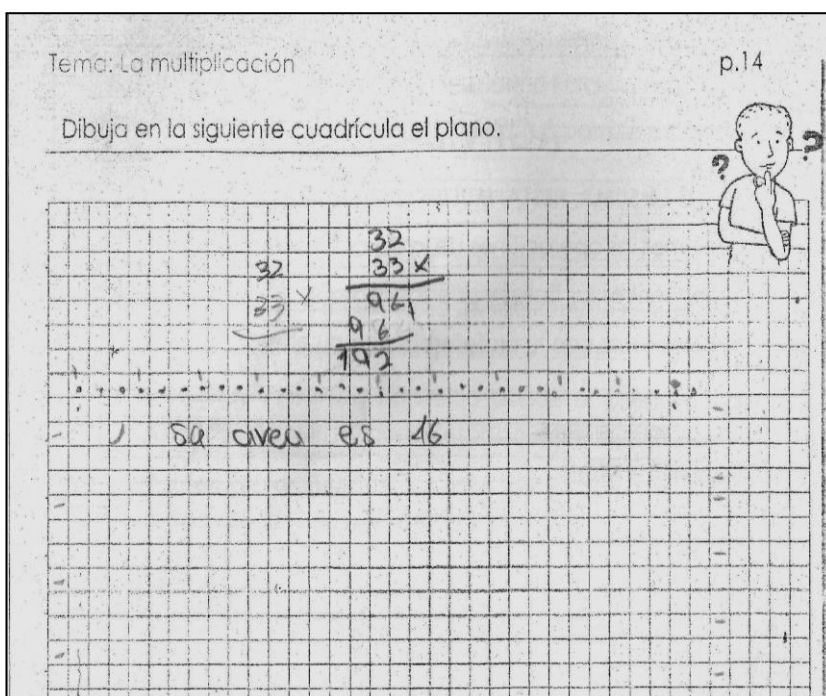 Tema: La multiplicación p.14
Dibuja en la siguiente cuadrícula el plano.
? ?
32
33 x
32
33 x
96
96
192
sa aveu es 16